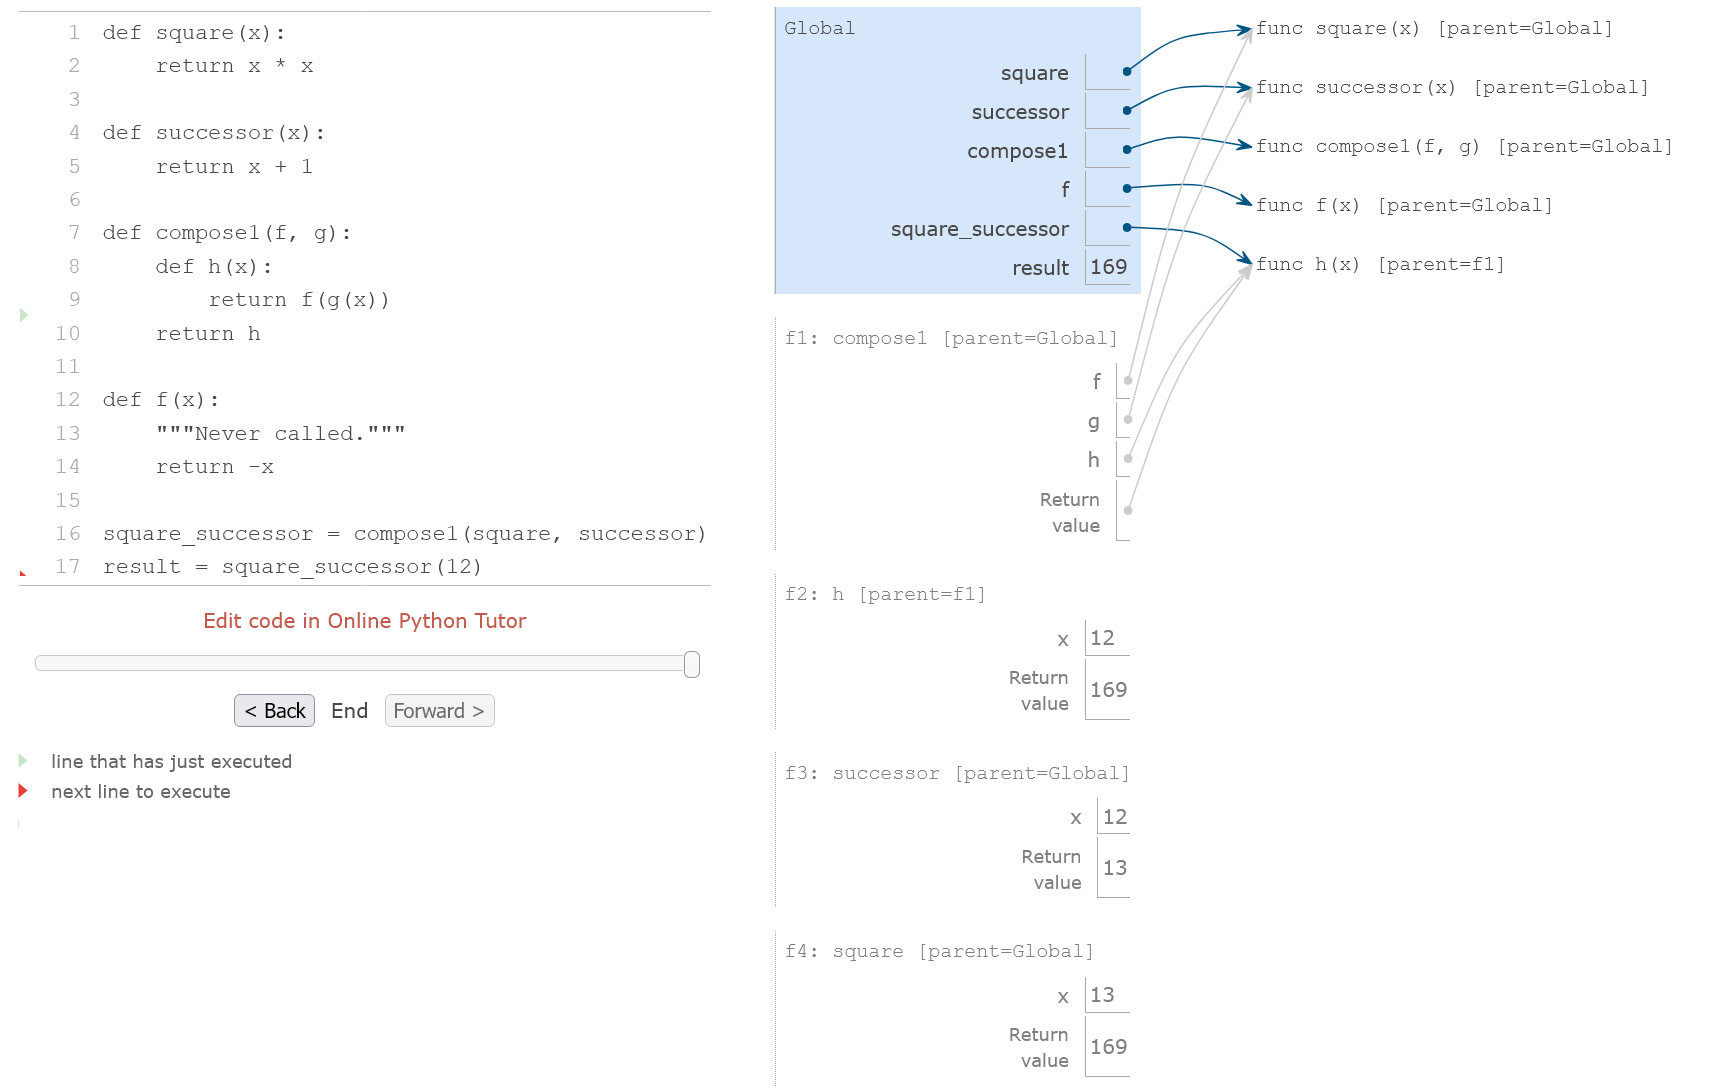 1 def square(x):
2     return x * x
3
4 def successor(x):
5     return x + 1
6
7 def compose1(f, g):
8     def h(x):
9         return f(g(x))
10     return h
11
12 def f(x):
13     """Never called."""
14     return -x
15
16 square_successor = compose1(square, successor)
17 result = square_successor(12)
Edit code in Online Python Tutor
< Back End Forward >
line that has just executed
next line to execute
Global
square
successor
compose1
f
square_successor
result 169
func square(x) [parent=Global]
func successor(x) [parent=Global]
func compose1(f, g) [parent=Global]
func f(x) [parent=Global]
func h(x) [parent=f1]
f1: compose1 [parent=Global]
f
g
h
Return
value
f2: h [parent=f1]
x 12
Return
value 169
f3: successor [parent=Global]
x 12
Return
value 13
f4: square [parent=Global]
x 13
Return
value 169